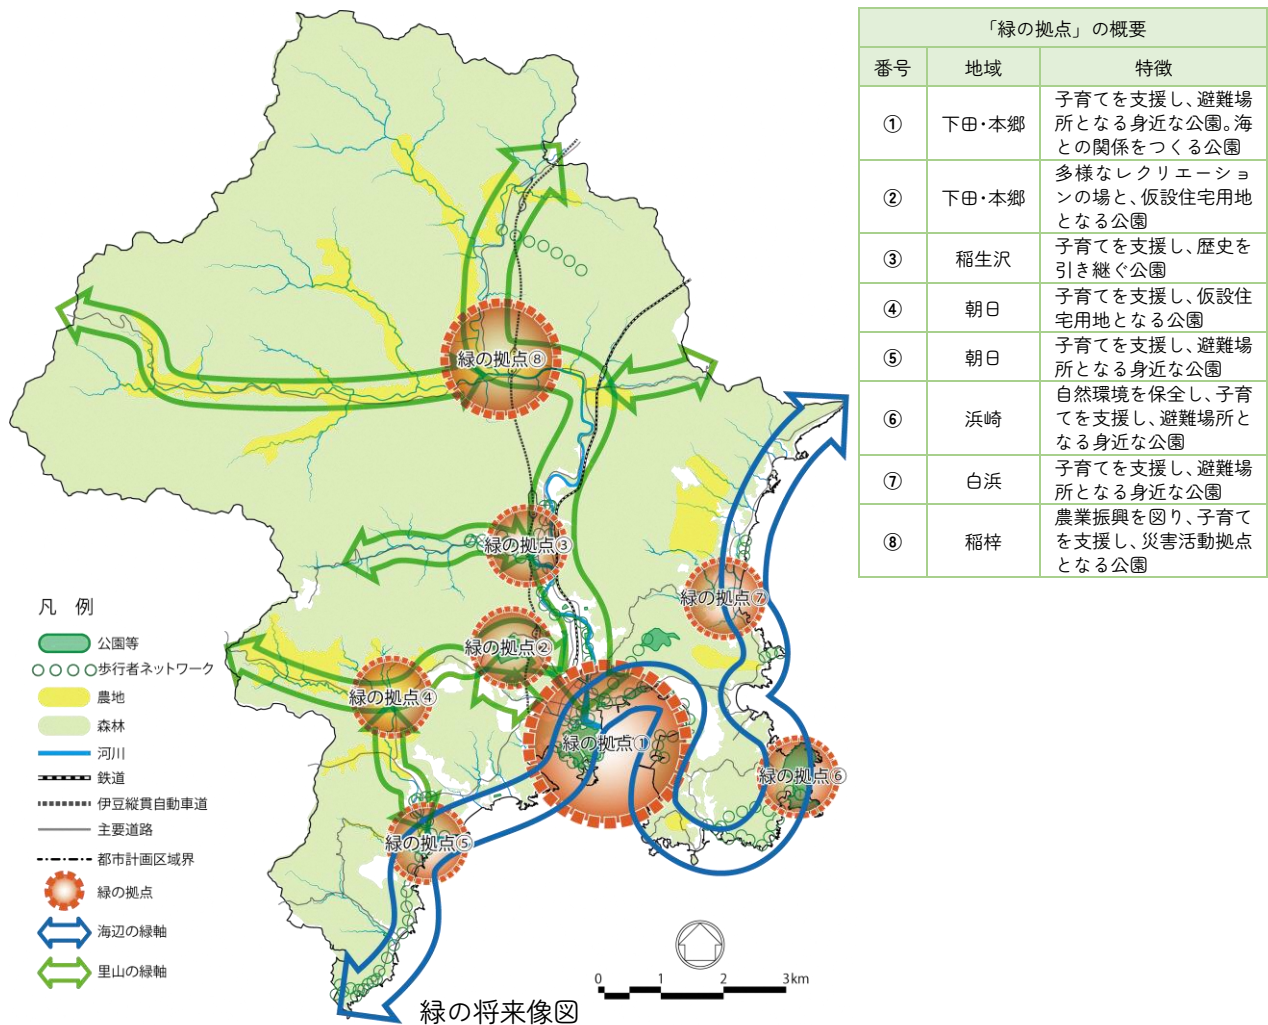 「緑の拠点」の概要
番号 地域 特徴
① 下田・本郷 子育てを支援し、避難場
所となる身近な公園。海
との関係をつくる公園
② 下田・本郷 多様なレクリエーショ
ンの場と、仮設住宅用地
となる公園
③ 稲生沢 子育てを支援し、歴史を
引き継ぐ公園
④ 朝日 子育てを支援し、仮設住
宅用地となる公園
⑤ 朝日 子育てを支援し、避難場
所となる身近な公園
⑥ 浜崎 自然環境を保全し、子育
てを支援し、避難場所と
なる身近な公園
⑦ 白浜 子育てを支援し、避難場
所となる身近な公園
⑧ 稲梓 農業振興を図り、子育て
を支援し、災害活動拠点
となる公園
緑の拠点⑧
緑の拠点③
緑の拠点⑦
緑の拠点②
緑の拠点④
緑の拠点①
緑の拠点⑥
緑の拠点⑤
凡 例
公園等
歩行者ネットワーク
農地
森林
河川
鉄道
伊豆縦貫自動車道
主要道路
都市計画区域界
緑の拠点
海辺の緑軸
里山の緑軸
0 1 2 3km
緑の将来像図